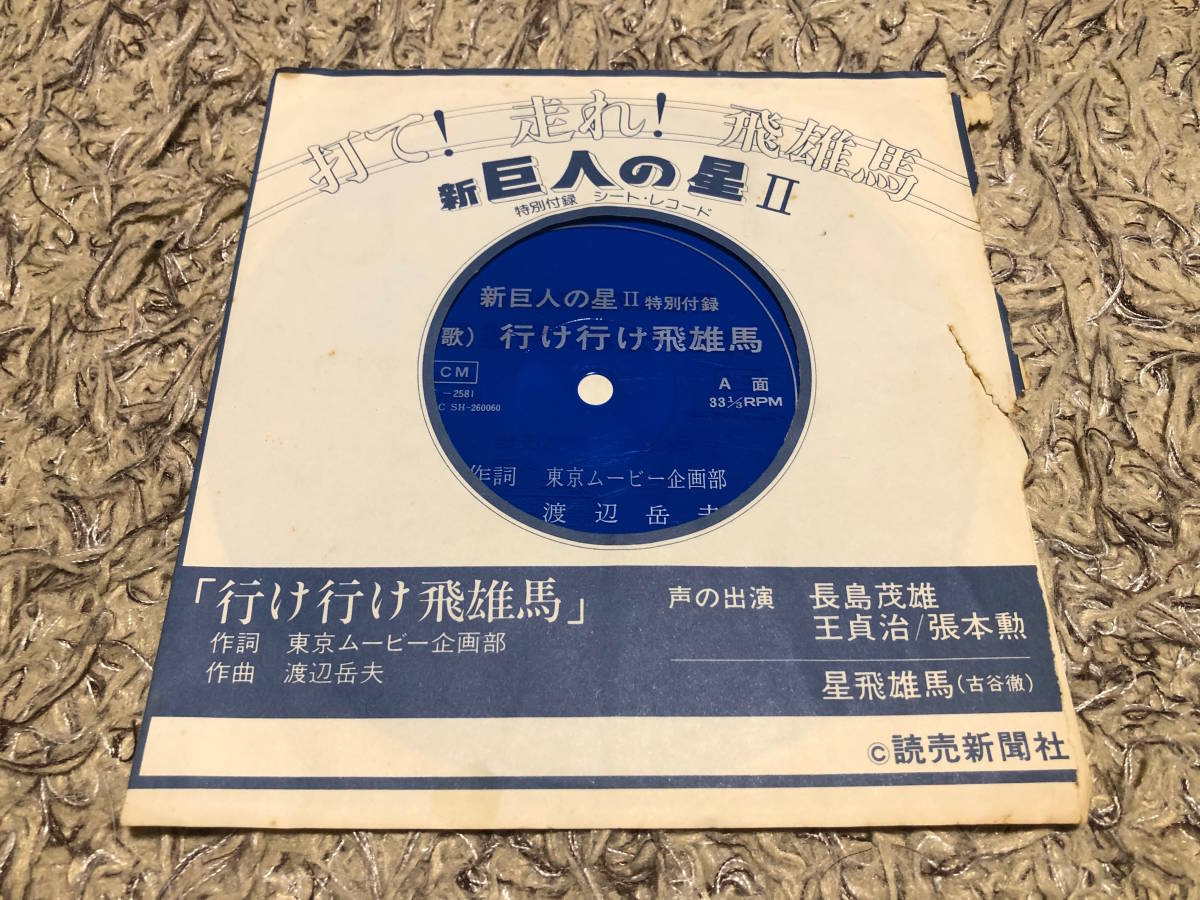 打て！ 走れ！ 飛雄馬
新巨人の星II
特別付録 シート・レコード
新巨人の星II 特別付録
歌） 行け行け飛雄馬
CM
-2581
C SH-260060
A 面
33⅓RPM
作詞 東京ムービー企画部
渡辺岳夫
「行け行け飛雄馬」
作詞 東京ムービー企画部
作曲 渡辺岳夫
声の出演 長島茂雄
王貞治/張本勲
星飛雄馬(古谷徹)
©読売新聞社